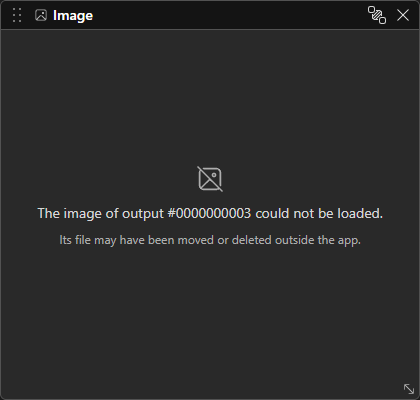 Image
The image of output #0000000003 could not be loaded.
Its file may have been moved or deleted outside the app.